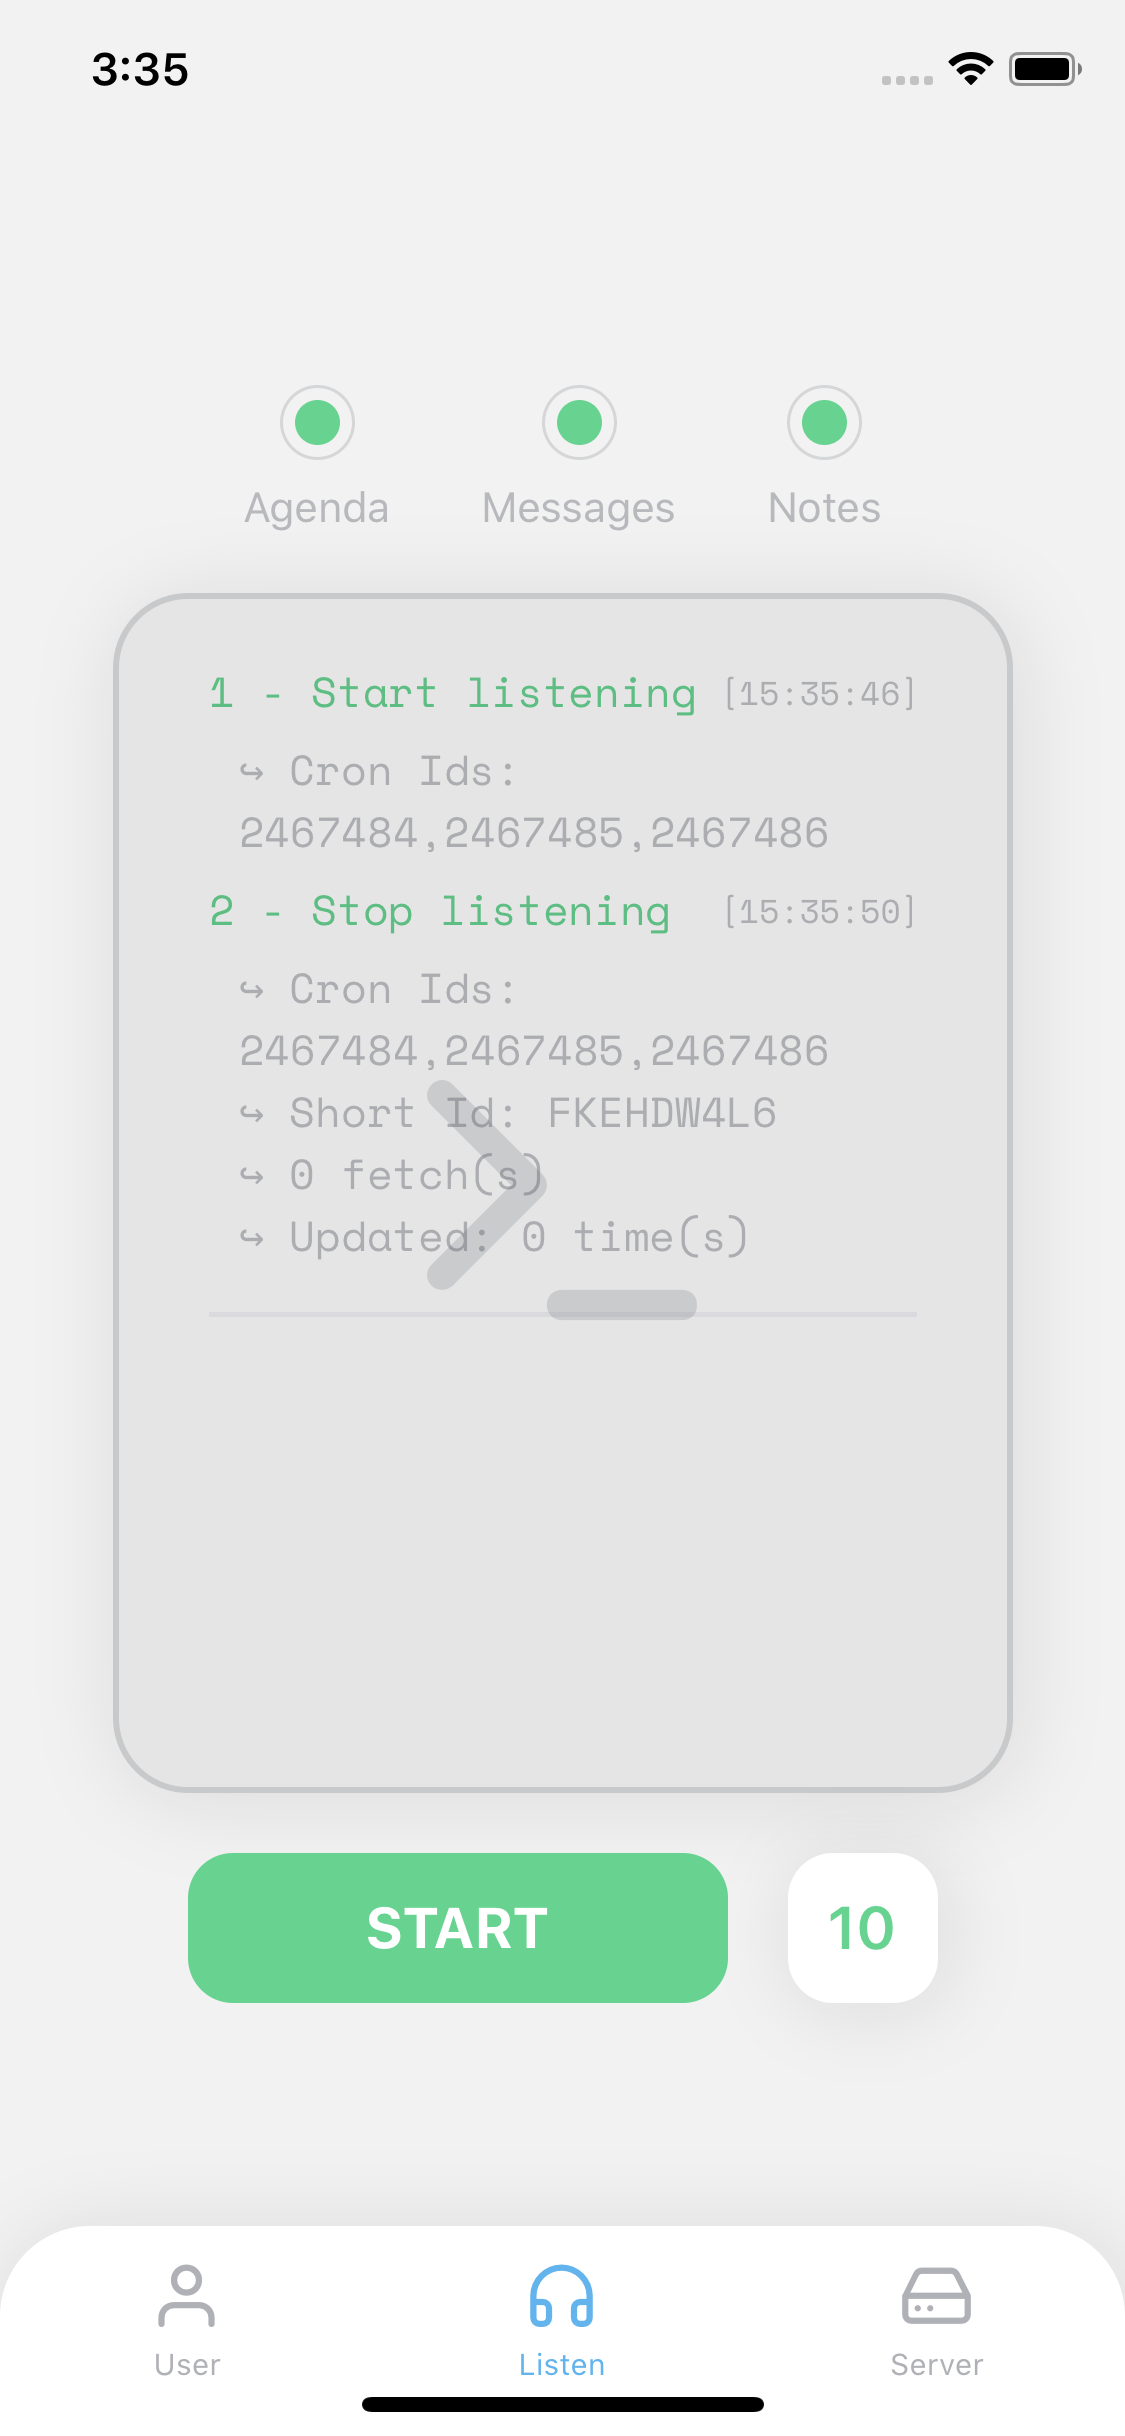 3:35
Agenda Messages Notes
1 - Start listening [15:35:46]
↪ Cron Ids:
2467484,2467485,2467486
2 - Stop listening [15:35:50]
↪ Cron Ids:
2467484,2467485,2467486
↪ Short Id: FKEHDW4L6
↪ 0 fetch(s)
↪ Updated: 0 time(s)
START 10
User Listen Server